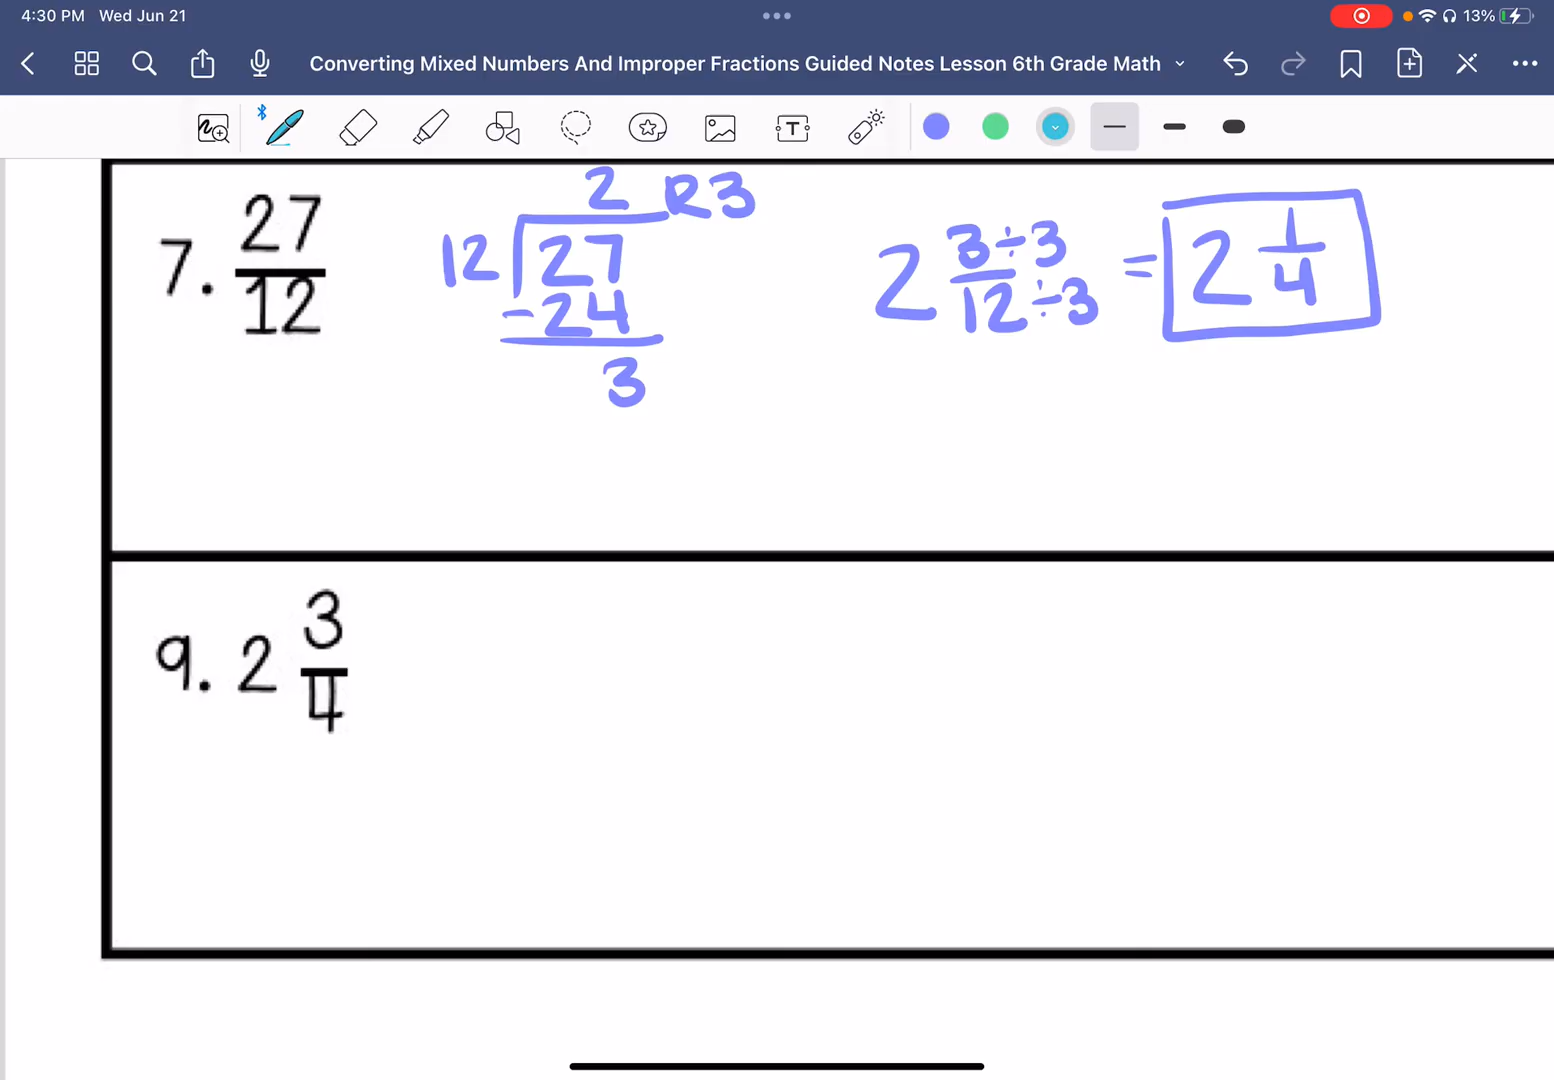 4:30 PM Wed Jun 21
13%
Converting Mixed Numbers And Improper Fractions Guided Notes Lesson 6th Grade Math
T
7. 27/12
2 R3
12 27
-24
3
2 3÷3/12÷3 = 2 1/4
9. 2 3/4